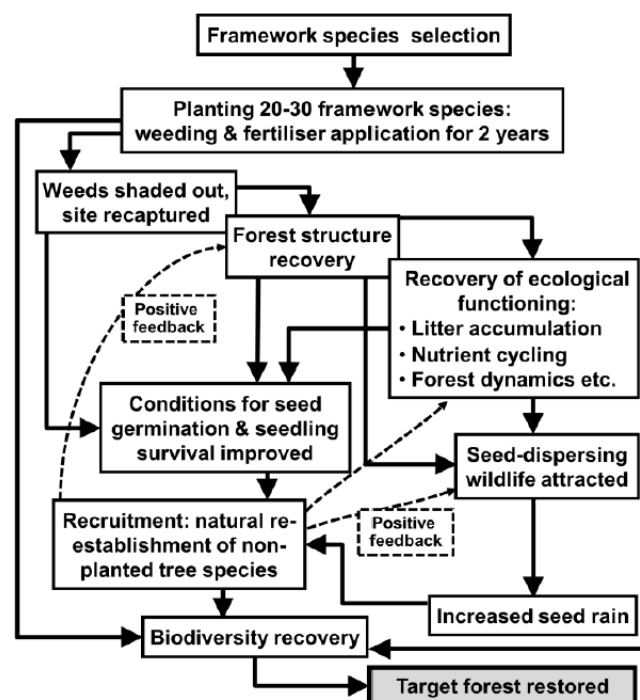 Framework species selection
Planting 20-30 framework species:
weeding & fertiliser application for 2 years
Weeds shaded out,
site recaptured
Forest structure
recovery
Recovery of ecological
functioning:
• Litter accumulation
• Nutrient cycling
• Forest dynamics etc.
Positive
feedback
Conditions for seed
germination & seedling
survival improved
Seed-dispersing
wildlife attracted
Recruitment: natural re-
establishment of non-
planted tree species
Positive
feedback
Increased seed rain
Biodiversity recovery
Target forest restored